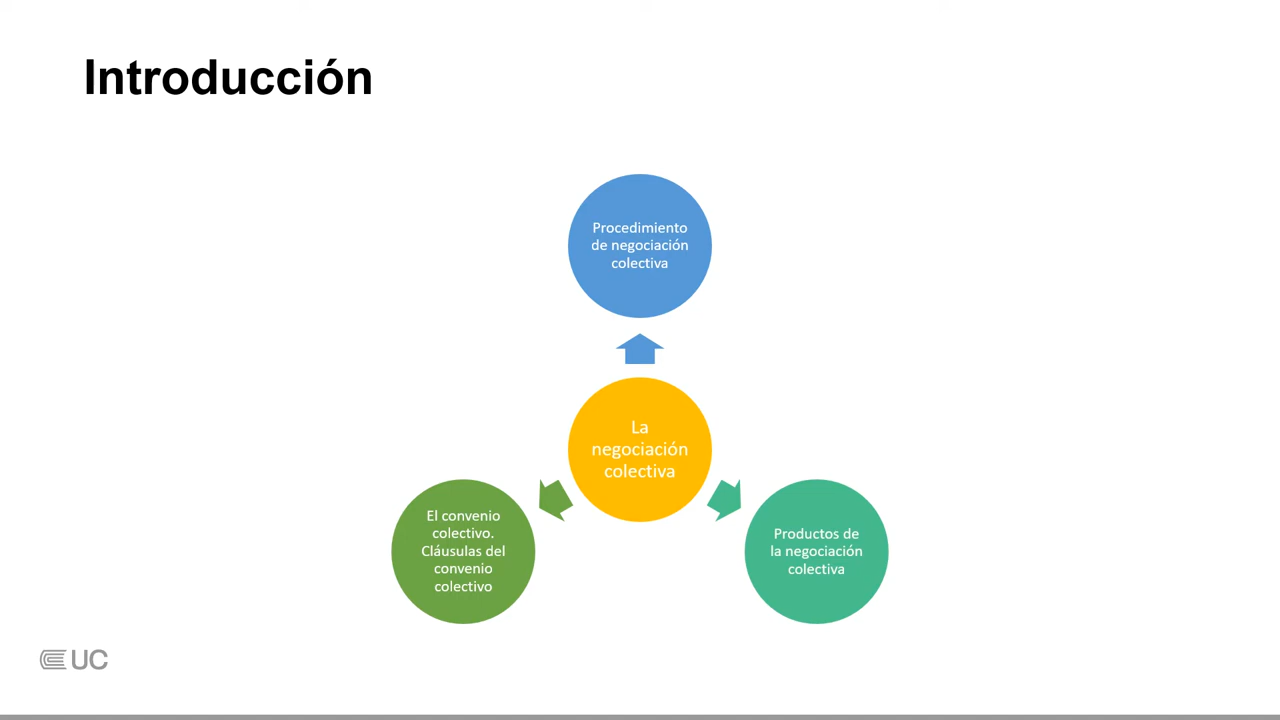 Introducción
Procedimiento
de negociación
colectiva
La
negociación
colectiva
El convenio
colectivo.
Cláusulas del
convenio
colectivo
Productos de
la negociación
colectiva
UC